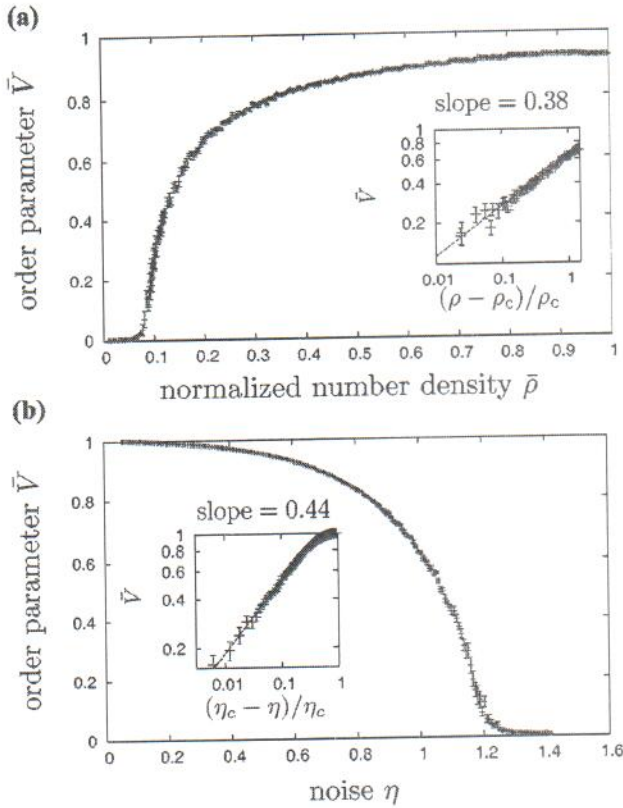 (a)
order parameter V̄
1
0.8
0.6
0.4
0.2
0
slope = 0.38
V̄
1
0.8
0.6
0.4
0.2
0.01 0.1 1
(ρ − ρc)/ρc
0 0.1 0.2 0.3 0.4 0.5 0.6 0.7 0.8 0.9 1
normalized number density ρ̄
(b)
order parameter V̄
1
0.8
0.6
0.4
0.2
0
slope = 0.44
V̄
1
0.8
0.6
0.4
0.2
0.01 0.1 1
(ηc − η)/ηc
0 0.2 0.4 0.6 0.8 1 1.2 1.4 1.6
noise η